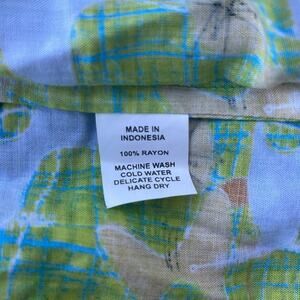 MADE IN
INDONESIA
100% RAYON
MACHINE WASH
COLD WATER
DELICATE CYCLE
HANG DRY